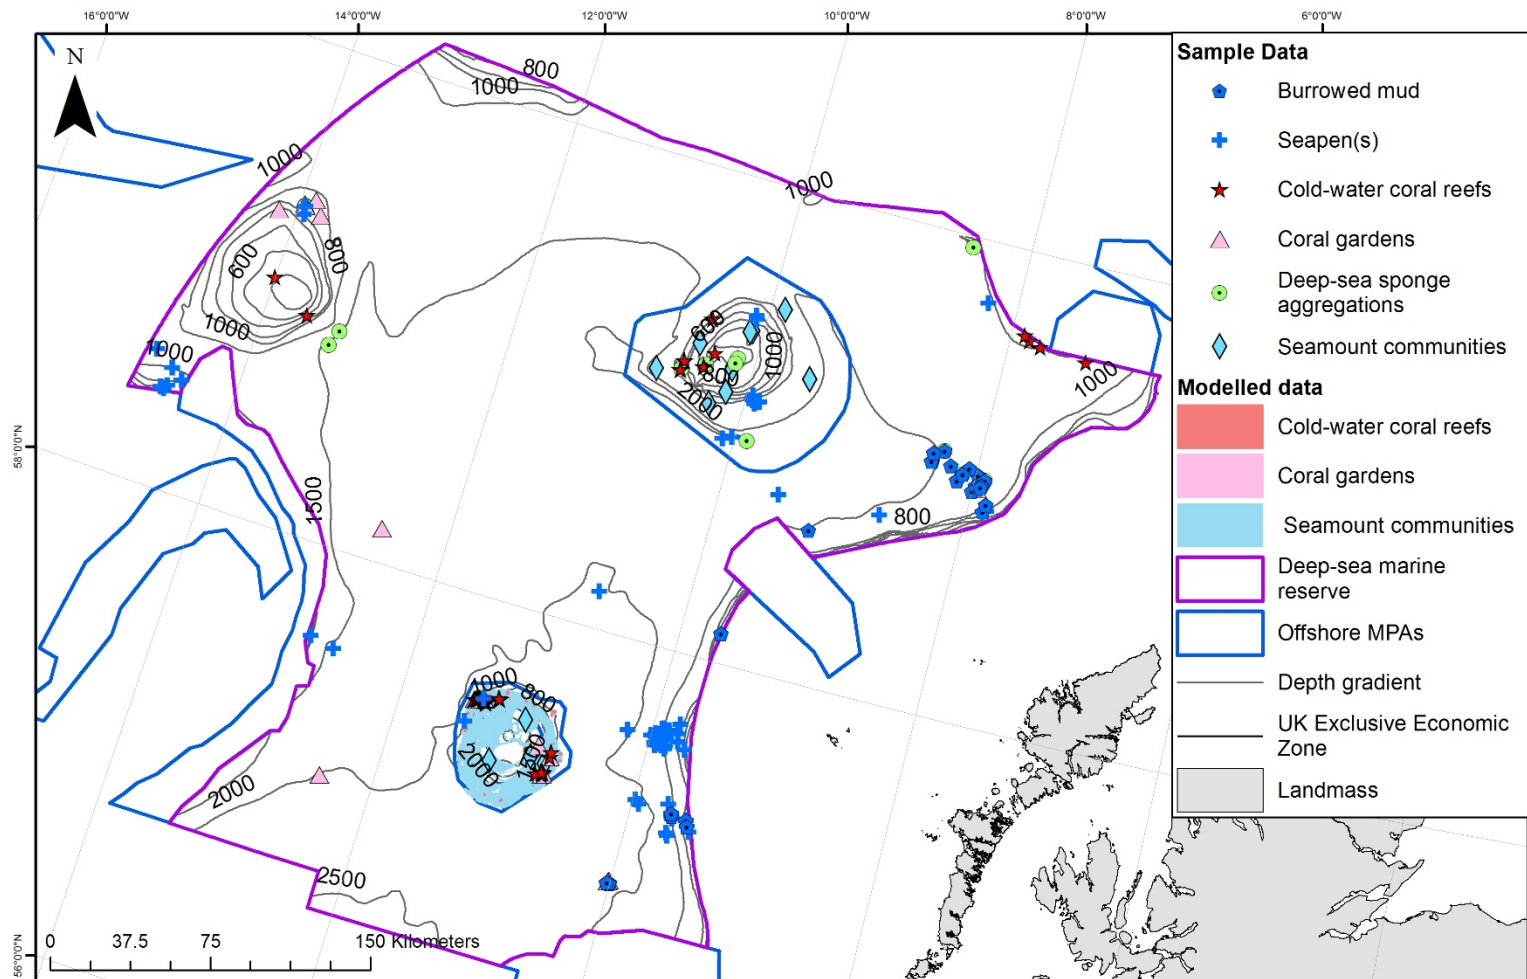 16°0'0"W
14°0'0"W
12°0'0"W
10°0'0"W
8°0'0"W
6°0'0"W
N
800
1000
1000
1000
800
600
1000
1000
600
1000
800
2000
58°0'0"N
1500
800
1000
1000
800
1500
2000
2000
2500
0
37.5
75
150 Kilometers
56°0'0"N
Sample Data
Burrowed mud
Seapen(s)
Cold-water coral reefs
Coral gardens
Deep-sea sponge
aggregations
Seamount communities
Modelled data
Cold-water coral reefs
Coral gardens
Seamount communities
Deep-sea marine
reserve
Offshore MPAs
Depth gradient
UK Exclusive Economic
Zone
Landmass